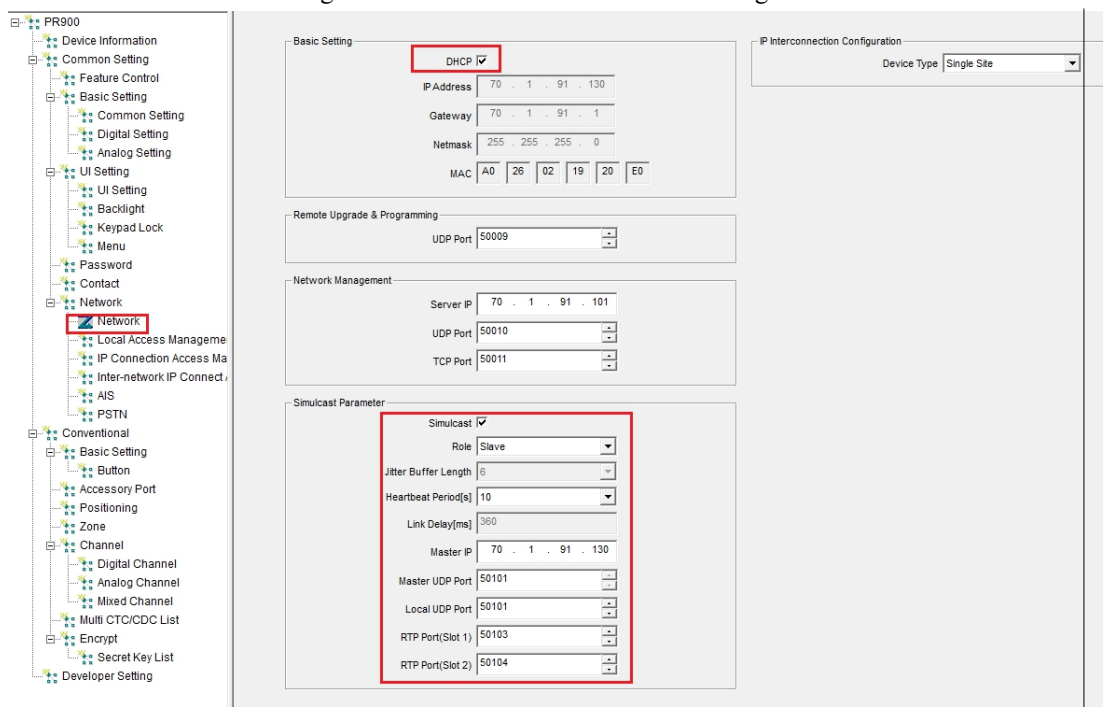 PR900
Device Information
Common Setting
Feature Control
Basic Setting
Common Setting
Digital Setting
Analog Setting
UI Setting
UI Setting
Backlight
Keypad Lock
Menu
Password
Contact
Network
Network
Local Access Manageme
IP Connection Access Ma
Inter-network IP Connect
AIS
PSTN
Conventional
Basic Setting
Button
Accessory Port
Positioning
Zone
Channel
Digital Channel
Analog Channel
Mixed Channel
Multi CTC/CDC List
Encrypt
Secret Key List
Developer Setting
Basic Setting
DHCP
IP Address 70 . 1 . 91 . 130
Gateway 70 . 1 . 91 . 1
Netmask 255 . 255 . 255 . 0
MAC A0 26 02 19 20 E0
Remote Upgrade & Programming
UDP Port 50009
Network Management
Server IP 70 . 1 . 91 . 101
UDP Port 50010
TCP Port 50011
Simulcast Parameter
Simulcast
Role Slave
Jitter Buffer Length 6
Heartbeat Period[s] 10
Link Delay[ms] 360
Master IP 70 . 1 . 91 . 130
Master UDP Port 50101
Local UDP Port 50101
RTP Port(Slot 1) 50103
RTP Port(Slot 2) 50104
IP Interconnection Configuration
Device Type Single Site